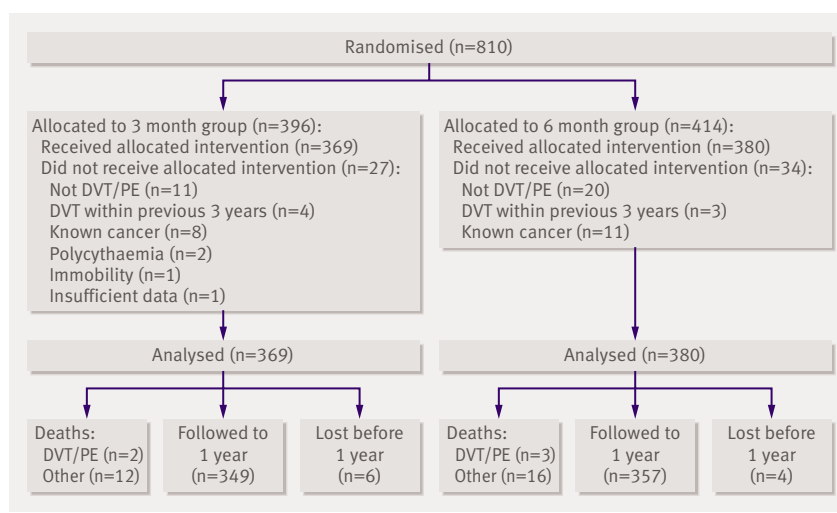 Randomised (n=810)
Allocated to 3 month group (n=396):
Received allocated intervention (n=369)
Did not receive allocated intervention (n=27):
Not DVT/PE (n=11)
DVT within previous 3 years (n=4)
Known cancer (n=8)
Polycythaemia (n=2)
Immobility (n=1)
Insufficient data (n=1)
Allocated to 6 month group (n=414):
Received allocated intervention (n=380)
Did not receive allocated intervention (n=34):
Not DVT/PE (n=20)
DVT within previous 3 years (n=3)
Known cancer (n=11)
Analysed (n=369)
Analysed (n=380)
Deaths:
DVT/PE (n=2)
Other (n=12)
Followed to
1 year
(n=349)
Lost before
1 year
(n=6)
Deaths:
DVT/PE (n=3)
Other (n=16)
Followed to
1 year
(n=357)
Lost before
1 year
(n=4)